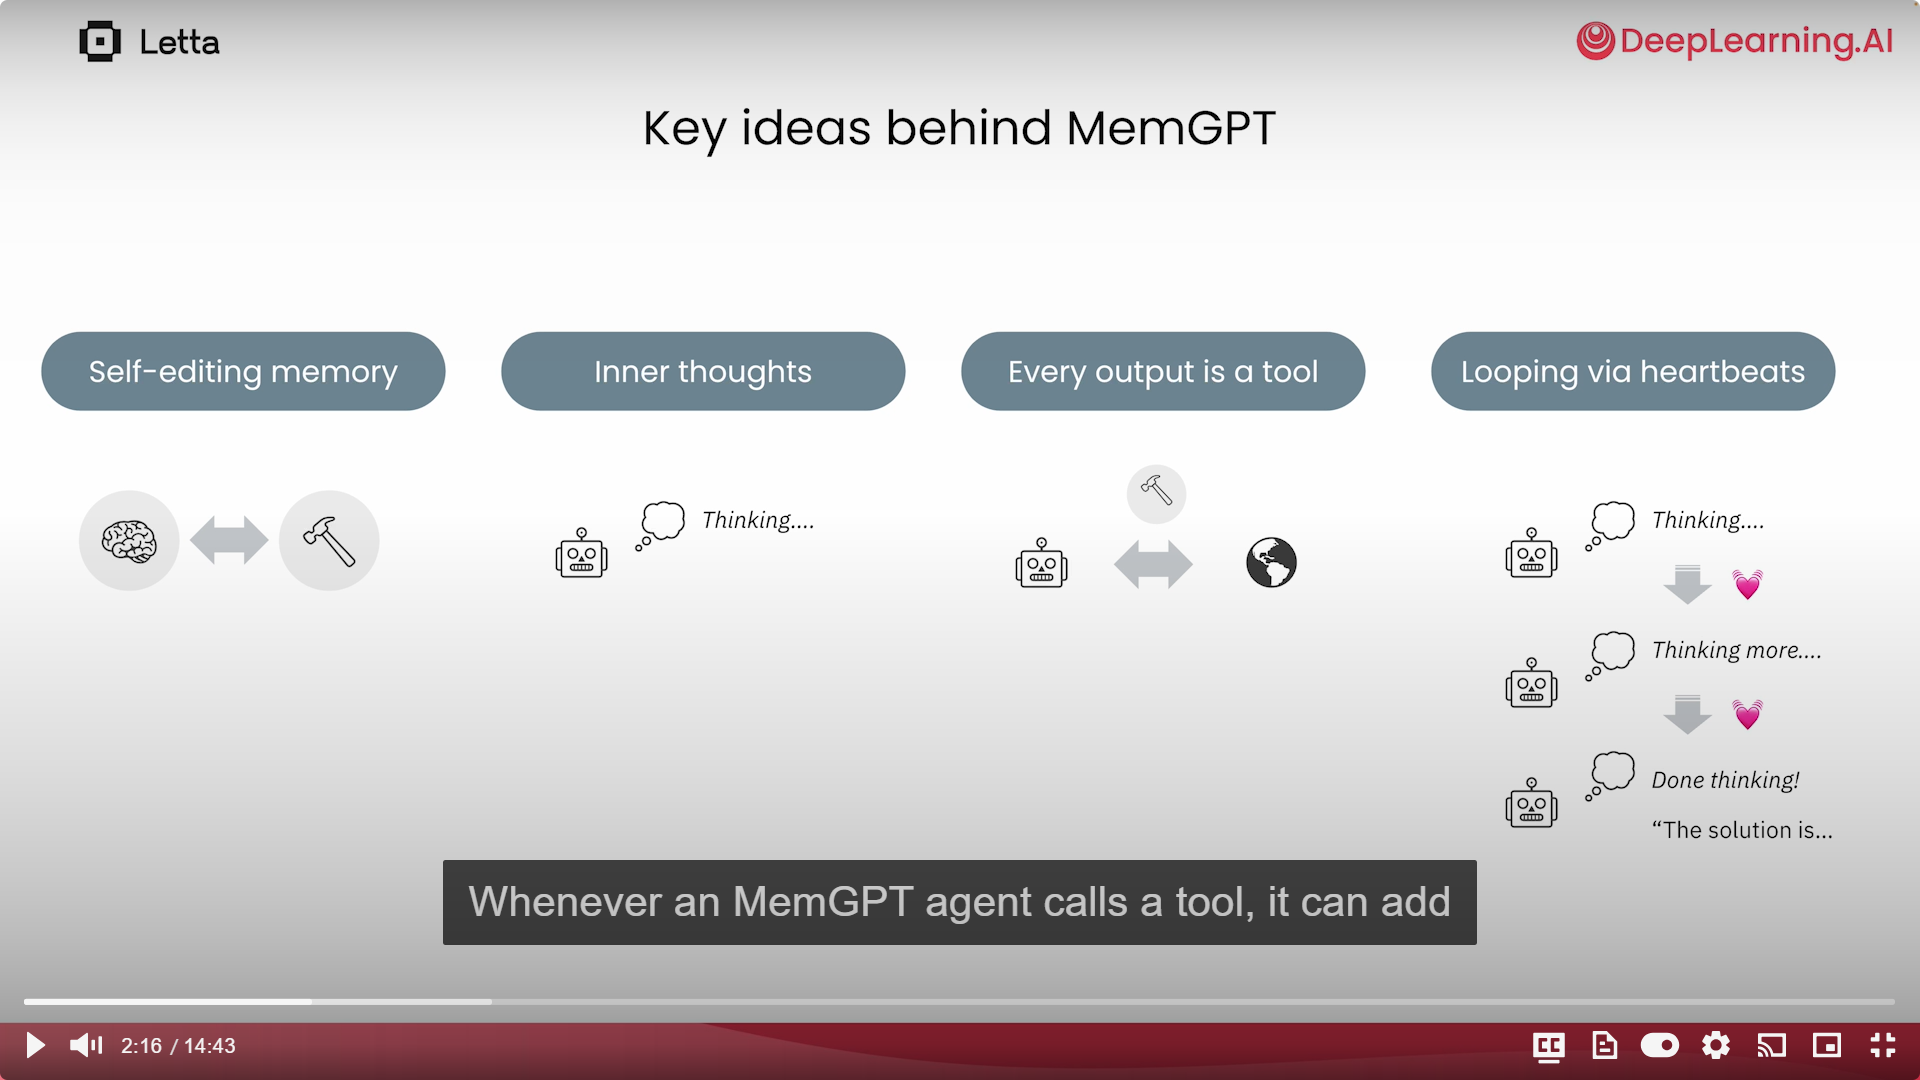 Letta
DeepLearning.AI
Key ideas behind MemGPT
Self-editing memory
Inner thoughts
Every output is a tool
Looping via heartbeats
Thinking....
Thinking....
Thinking more....
Done thinking!
“The solution is...
Whenever an MemGPT agent calls a tool, it can add
2:16 / 14:43
CC